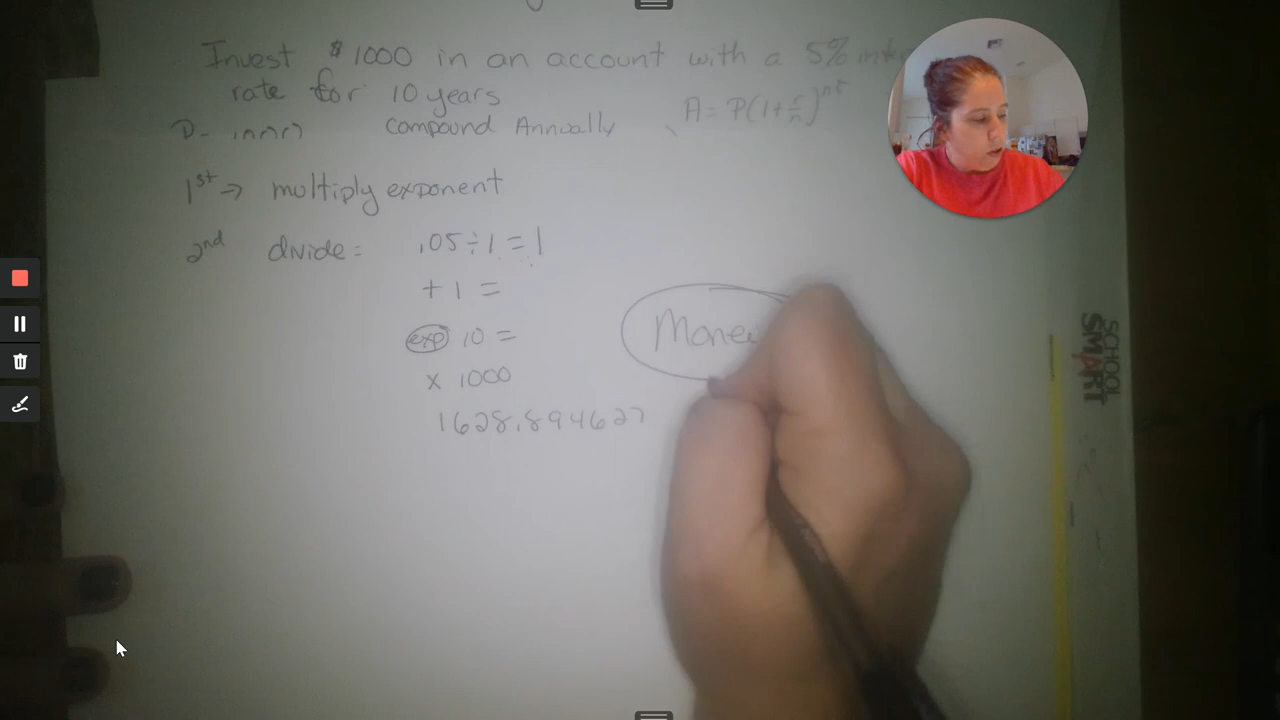 Invest $1000 in an account with a 5%
rate for 10 years
A = P(1+r/n)^nt
Compound Annually
1st → multiply exponent
2nd divide = .05 ÷ 1 = 1
+ 1 =
exp 10 =
x 1000
1628.894627
Money
SCHOOL
SMART